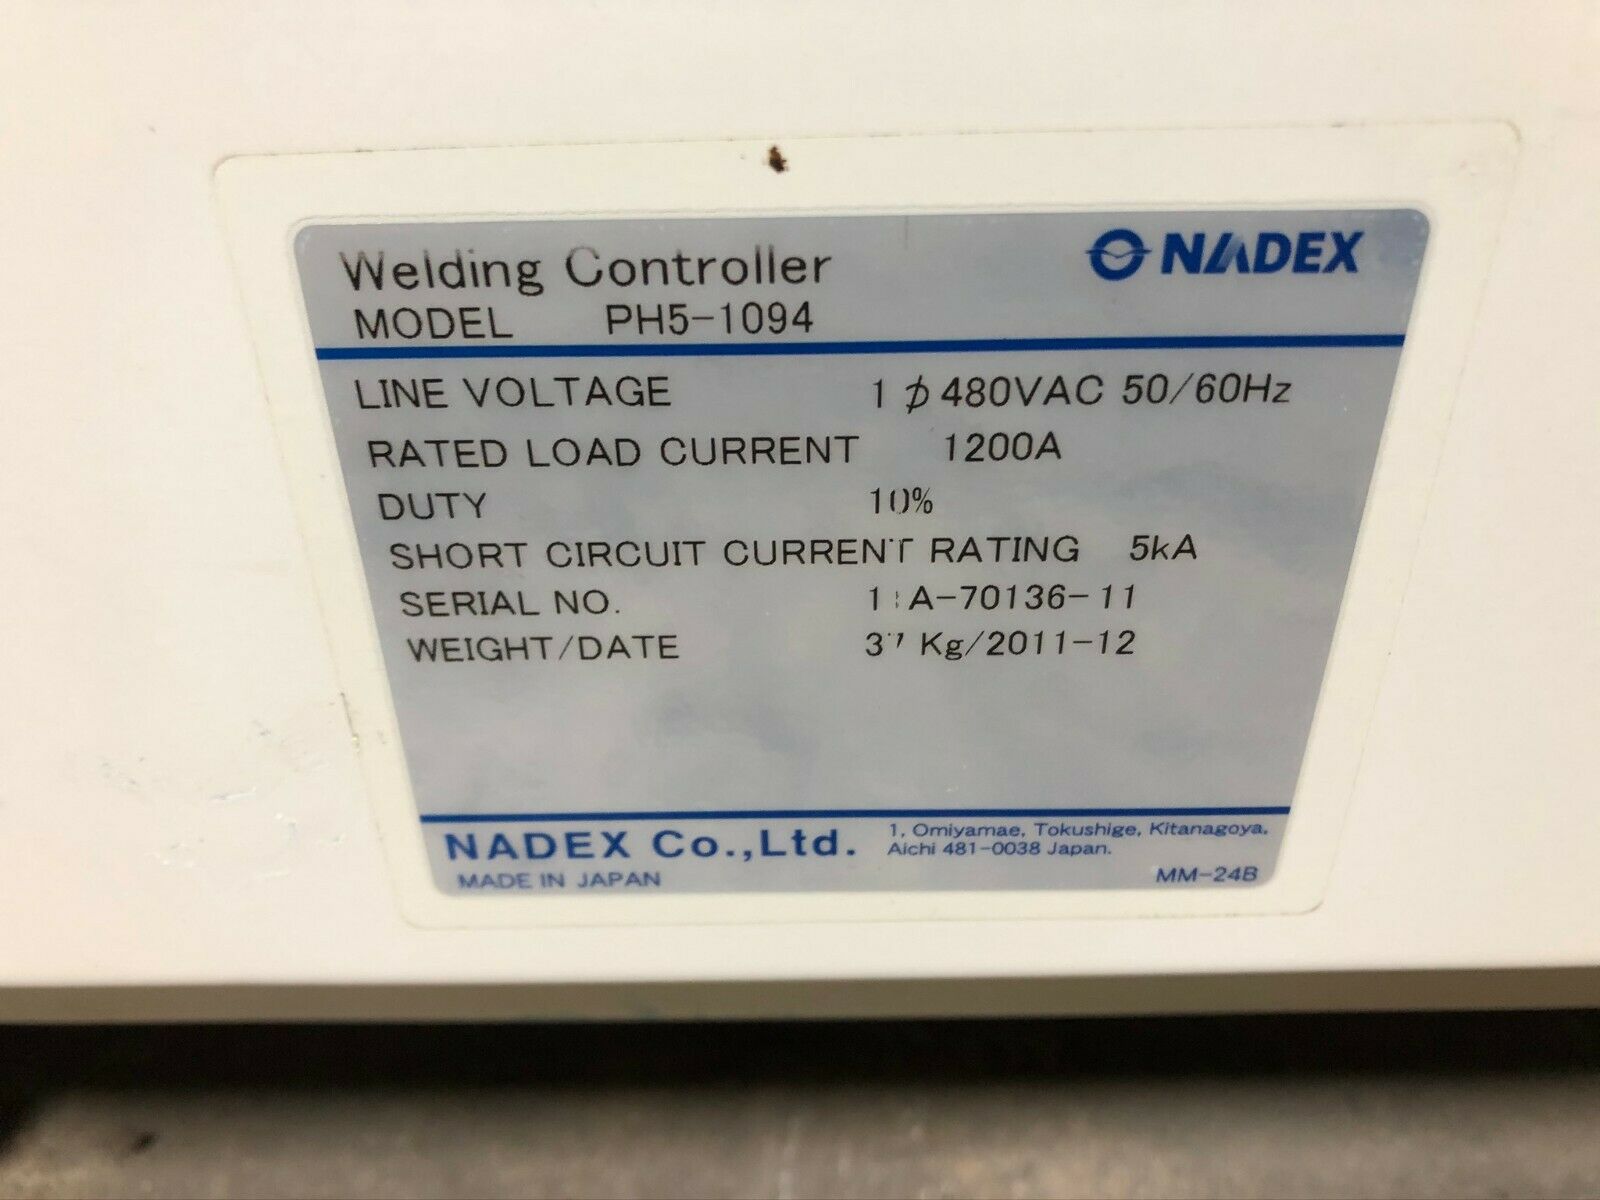 Welding Controller
NADEX
MODEL PH5-1094
LINE VOLTAGE 1 φ 480VAC 50/60Hz
RATED LOAD CURRENT 1200A
DUTY 10%
SHORT CIRCUIT CURRENT RATING 5kA
SERIAL NO.
WEIGHT/DATE Kg/2011-12
NADEX Co.,Ltd. 1, Omiyamae, Tokushige, Kitanagoya,
Aichi 481-0038 Japan.
MADE IN JAPAN MM-24B